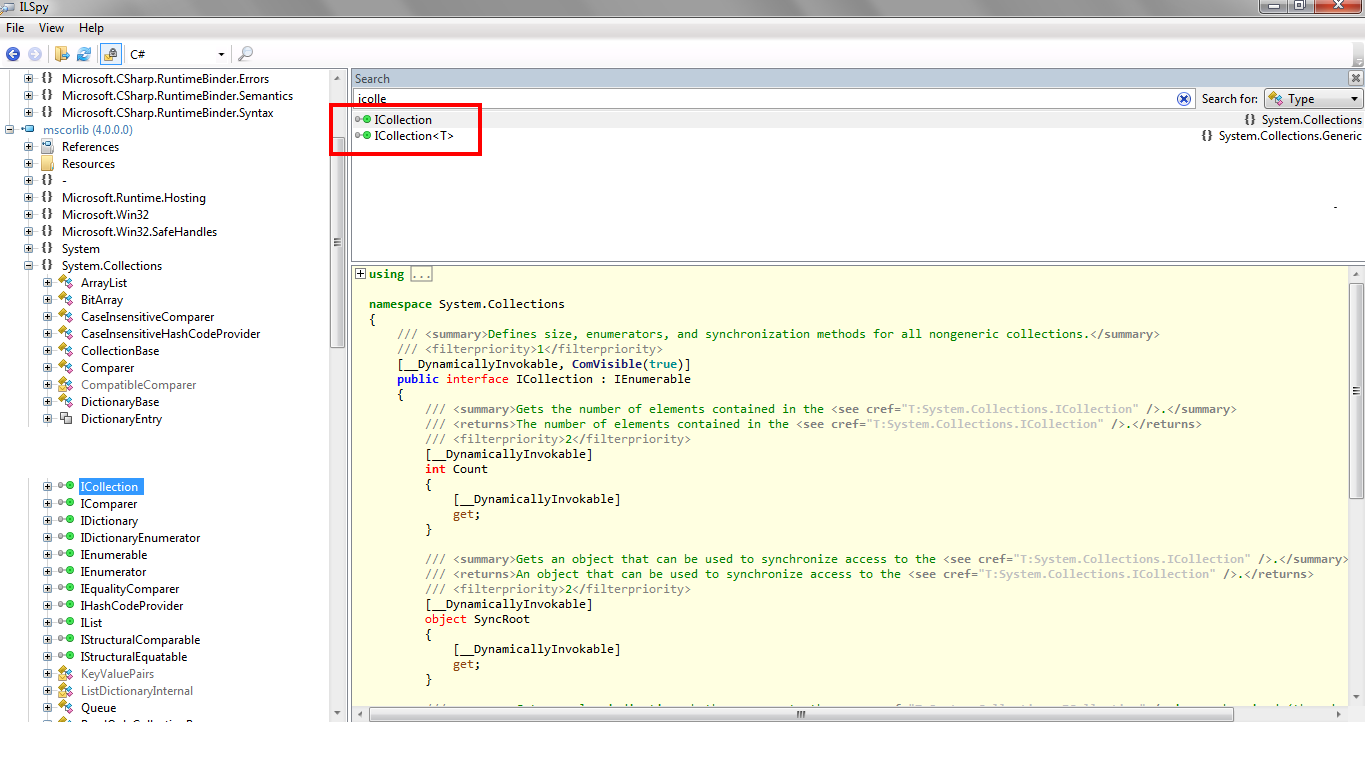 ILSpy
File View Help
C#
Microsoft.CSharp.RuntimeBinder.Errors
Microsoft.CSharp.RuntimeBinder.Semantics
Microsoft.CSharp.RuntimeBinder.Syntax
mscorlib (4.0.0.0)
References
Resources
{} -
{} Microsoft.Runtime.Hosting
{} Microsoft.Win32
{} Microsoft.Win32.SafeHandles
{} System
{} System.Collections
ArrayList
BitArray
CaseInsensitiveComparer
CaseInsensitiveHashCodeProvider
CollectionBase
Comparer
CompatibleComparer
DictionaryBase
DictionaryEntry
ICollection
IComparer
IDictionary
IDictionaryEnumerator
IEnumerable
IEnumerator
IEqualityComparer
IHashCodeProvider
IList
IStructuralComparable
IStructuralEquatable
KeyValuePairs
ListDictionaryInternal
Queue
Search
icolle
Search for: Type
ICollection {} System.Collections
ICollection<T> {} System.Collections.Generic
using ...
namespace System.Collections
{
/// <summary>Defines size, enumerators, and synchronization methods for all nongeneric collections.</summary>
/// <filterpriority>1</filterpriority>
[__DynamicallyInvokable, ComVisible(true)]
public interface ICollection : IEnumerable
{
/// <summary>Gets the number of elements contained in the <see cref="T:System.Collections.ICollection" />.</summary>
/// <returns>The number of elements contained in the <see cref="T:System.Collections.ICollection" />.</returns>
/// <filterpriority>2</filterpriority>
[__DynamicallyInvokable]
int Count
{
[__DynamicallyInvokable]
get;
}
/// <summary>Gets an object that can be used to synchronize access to the <see cref="T:System.Collections.ICollection" />.</summary>
/// <returns>An object that can be used to synchronize access to the <see cref="T:System.Collections.ICollection" />.</returns>
/// <filterpriority>2</filterpriority>
[__DynamicallyInvokable]
object SyncRoot
{
[__DynamicallyInvokable]
get;
}